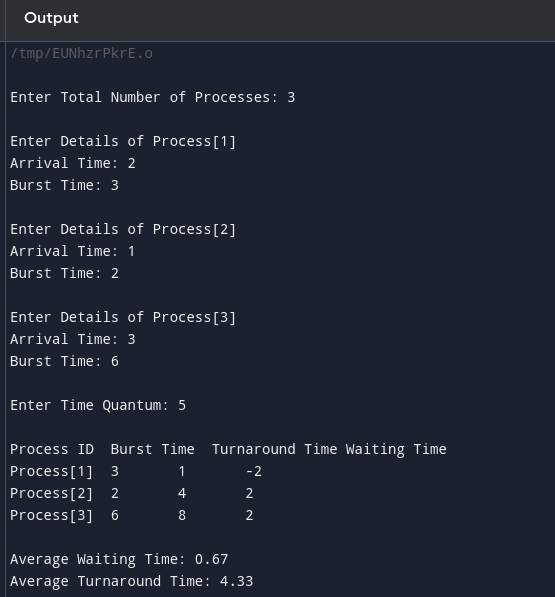 Output
/tmp/EUNhzrPkrE.o
Enter Total Number of Processes: 3
Enter Details of Process[1]
Arrival Time: 2
Burst Time: 3
Enter Details of Process[2]
Arrival Time: 1
Burst Time: 2
Enter Details of Process[3]
Arrival Time: 3
Burst Time: 6
Enter Time Quantum: 5
Process ID  Burst Time  Turnaround Time Waiting Time
Process[1]  3       1       -2
Process[2]  2       4       2
Process[3]  6       8       2
Average Waiting Time: 0.67
Average Turnaround Time: 4.33